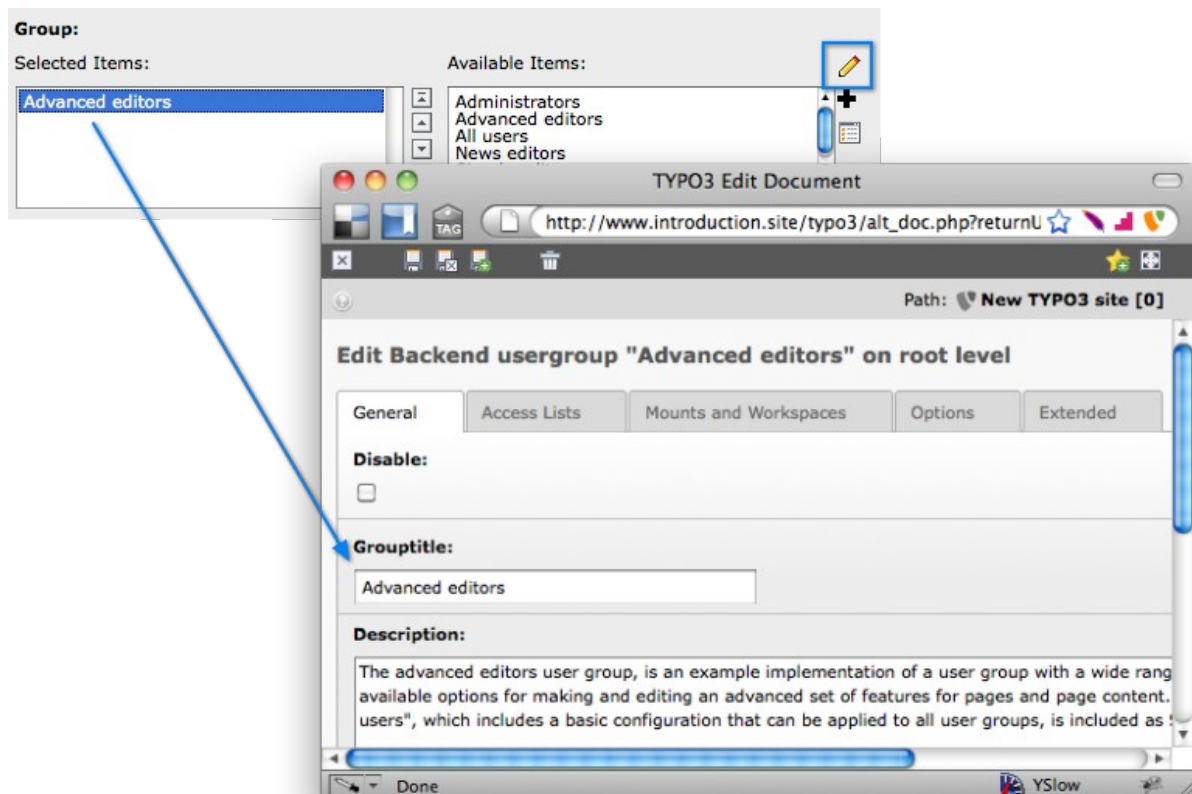 Group:
Selected Items:
Available Items:
Advanced editors
Administrators
Advanced editors
All users
News editors
TYPO3 Edit Document
TAG
http://www.introduction.site/typo3/alt_doc.php?returnU
Path: New TYPO3 site [0]
Edit Backend usergroup "Advanced editors" on root level
General Access Lists Mounts and Workspaces Options Extended
Disable:
Grouptitle:
Advanced editors
Description:
The advanced editors user group, is an example implementation of a user group with a wide rang
available options for making and editing an advanced set of features for pages and page content.
users", which includes a basic configuration that can be applied to all user groups, is included as
Done
YSlow